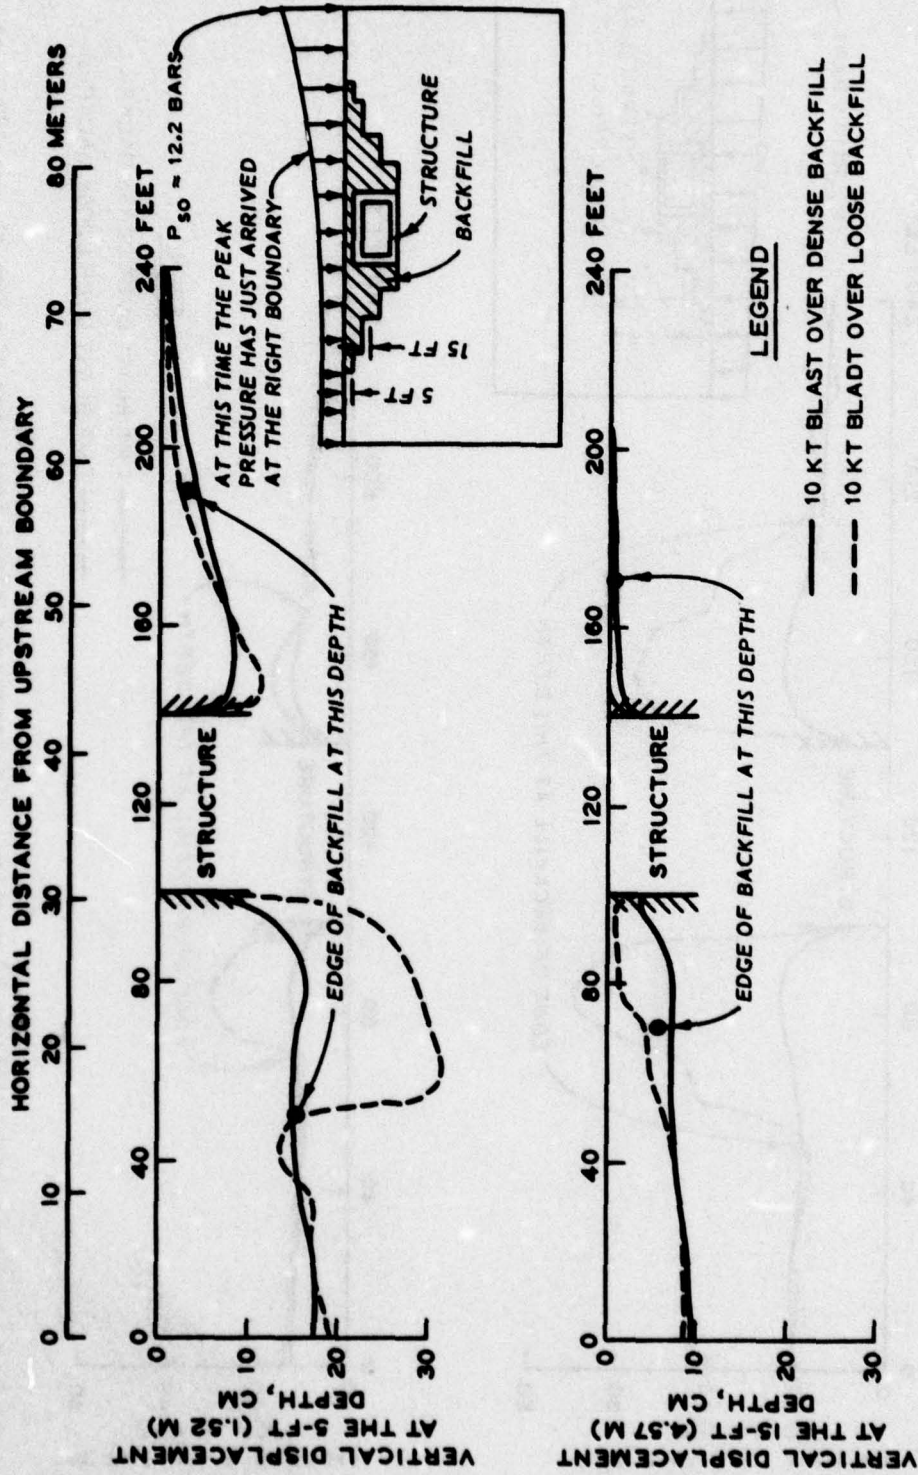 HORIZONTAL DISTANCE FROM UPSTREAM BOUNDARY
0 10 20 30 40 50 60 70 80 METERS
0 40 80 120 160 200 240 FEET
P so ≈ 12.2 BARS
0
10
20
30
VERTICAL DISPLACEMENT
AT THE 5-FT (1.52 M)
DEPTH, CM
STRUCTURE
EDGE OF BACKFILL AT THIS DEPTH
AT THIS TIME THE PEAK
PRESSURE HAS JUST ARRIVED
AT THE RIGHT BOUNDARY
5 FT
15 FT
STRUCTURE
BACKFILL
0 40 80 120 160 200 240 FEET
0
10
20
30
VERTICAL DISPLACEMENT
AT THE 15-FT (4.57 M)
DEPTH, CM
STRUCTURE
EDGE OF BACKFILL AT THIS DEPTH
LEGEND
10 KT BLAST OVER DENSE BACKFILL
10 KT BLADT OVER LOOSE BACKFILL